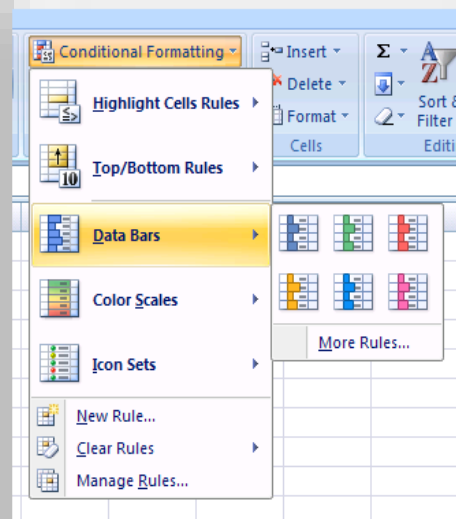 Conditional Formatting
Insert
Σ
Delete
Format
Sort &
Filter
Cells
Editi
Highlight Cells Rules
Top/Bottom Rules
10
Data Bars
Color Scales
Icon Sets
More Rules...
New Rule...
Clear Rules
Manage Rules...